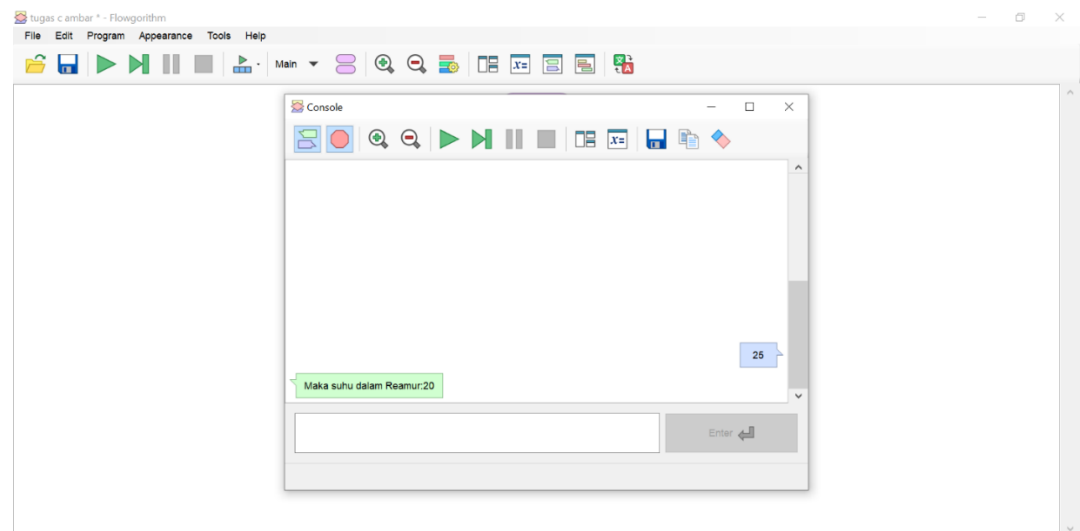 tugas c ambar * - Flowgorithm
File Edit Program Appearance Tools Help
Main
x=
Console
x=
25
Maka suhu dalam Reamur:20
Enter